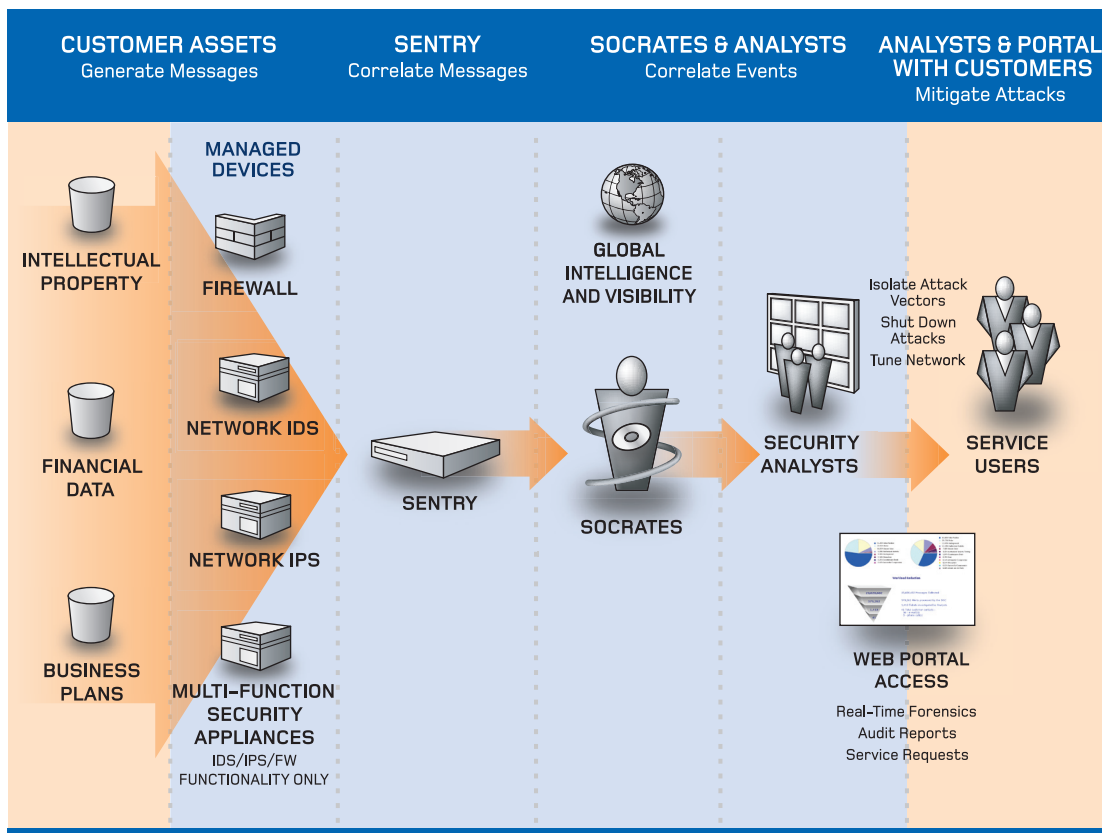 CUSTOMER ASSETS
Generate Messages
SENTRY
Correlate Messages
SOCRATES & ANALYSTS
Correlate Events
ANALYSTS & PORTAL
WITH CUSTOMERS
Mitigate Attacks
INTELLECTUAL
PROPERTY
FINANCIAL
DATA
BUSINESS
PLANS
MANAGED
DEVICES
FIREWALL
NETWORK IDS
NETWORK IPS
MULTI–FUNCTION
SECURITY
APPLIANCES
IDS/IPS/FW
FUNCTIONALITY ONLY
SENTRY
GLOBAL
INTELLIGENCE
AND VISIBILITY
SOCRATES
SECURITY
ANALYSTS
Isolate Attack
Vectors
Shut Down
Attacks
Tune Network
SERVICE
USERS
WEB PORTAL
ACCESS
Real–Time Forensics
Audit Reports
Service Requests